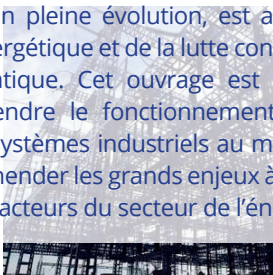 n pleine évolution, est a
ergétique et de la lutte con
atique. Cet ouvrage est
endre le fonctionnement
systèmes industriels au m
hender les grands enjeux à
acteurs du secteur de l'én